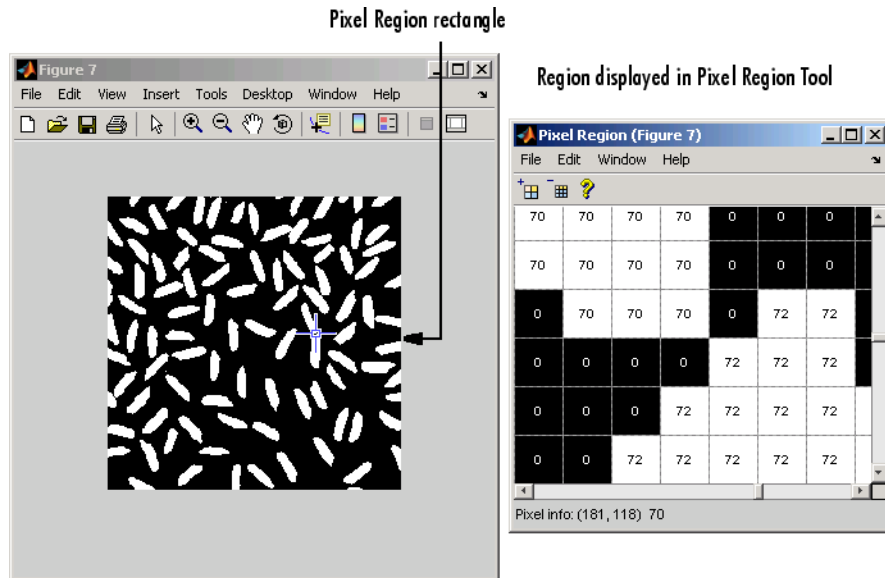 Pixel Region rectangle
Figure 7
File Edit View Insert Tools Desktop Window Help
Region displayed in Pixel Region Tool
Pixel Region (Figure 7)
File Edit Window Help
70 70 70 70 0 0 0
70 70 70 70 0 0 0
0 70 70 70 0 72 72
0 0 0 0 72 72 72
0 0 0 72 72 72 72
0 0 72 72 72 72 72
Pixel info: (181, 118) 70